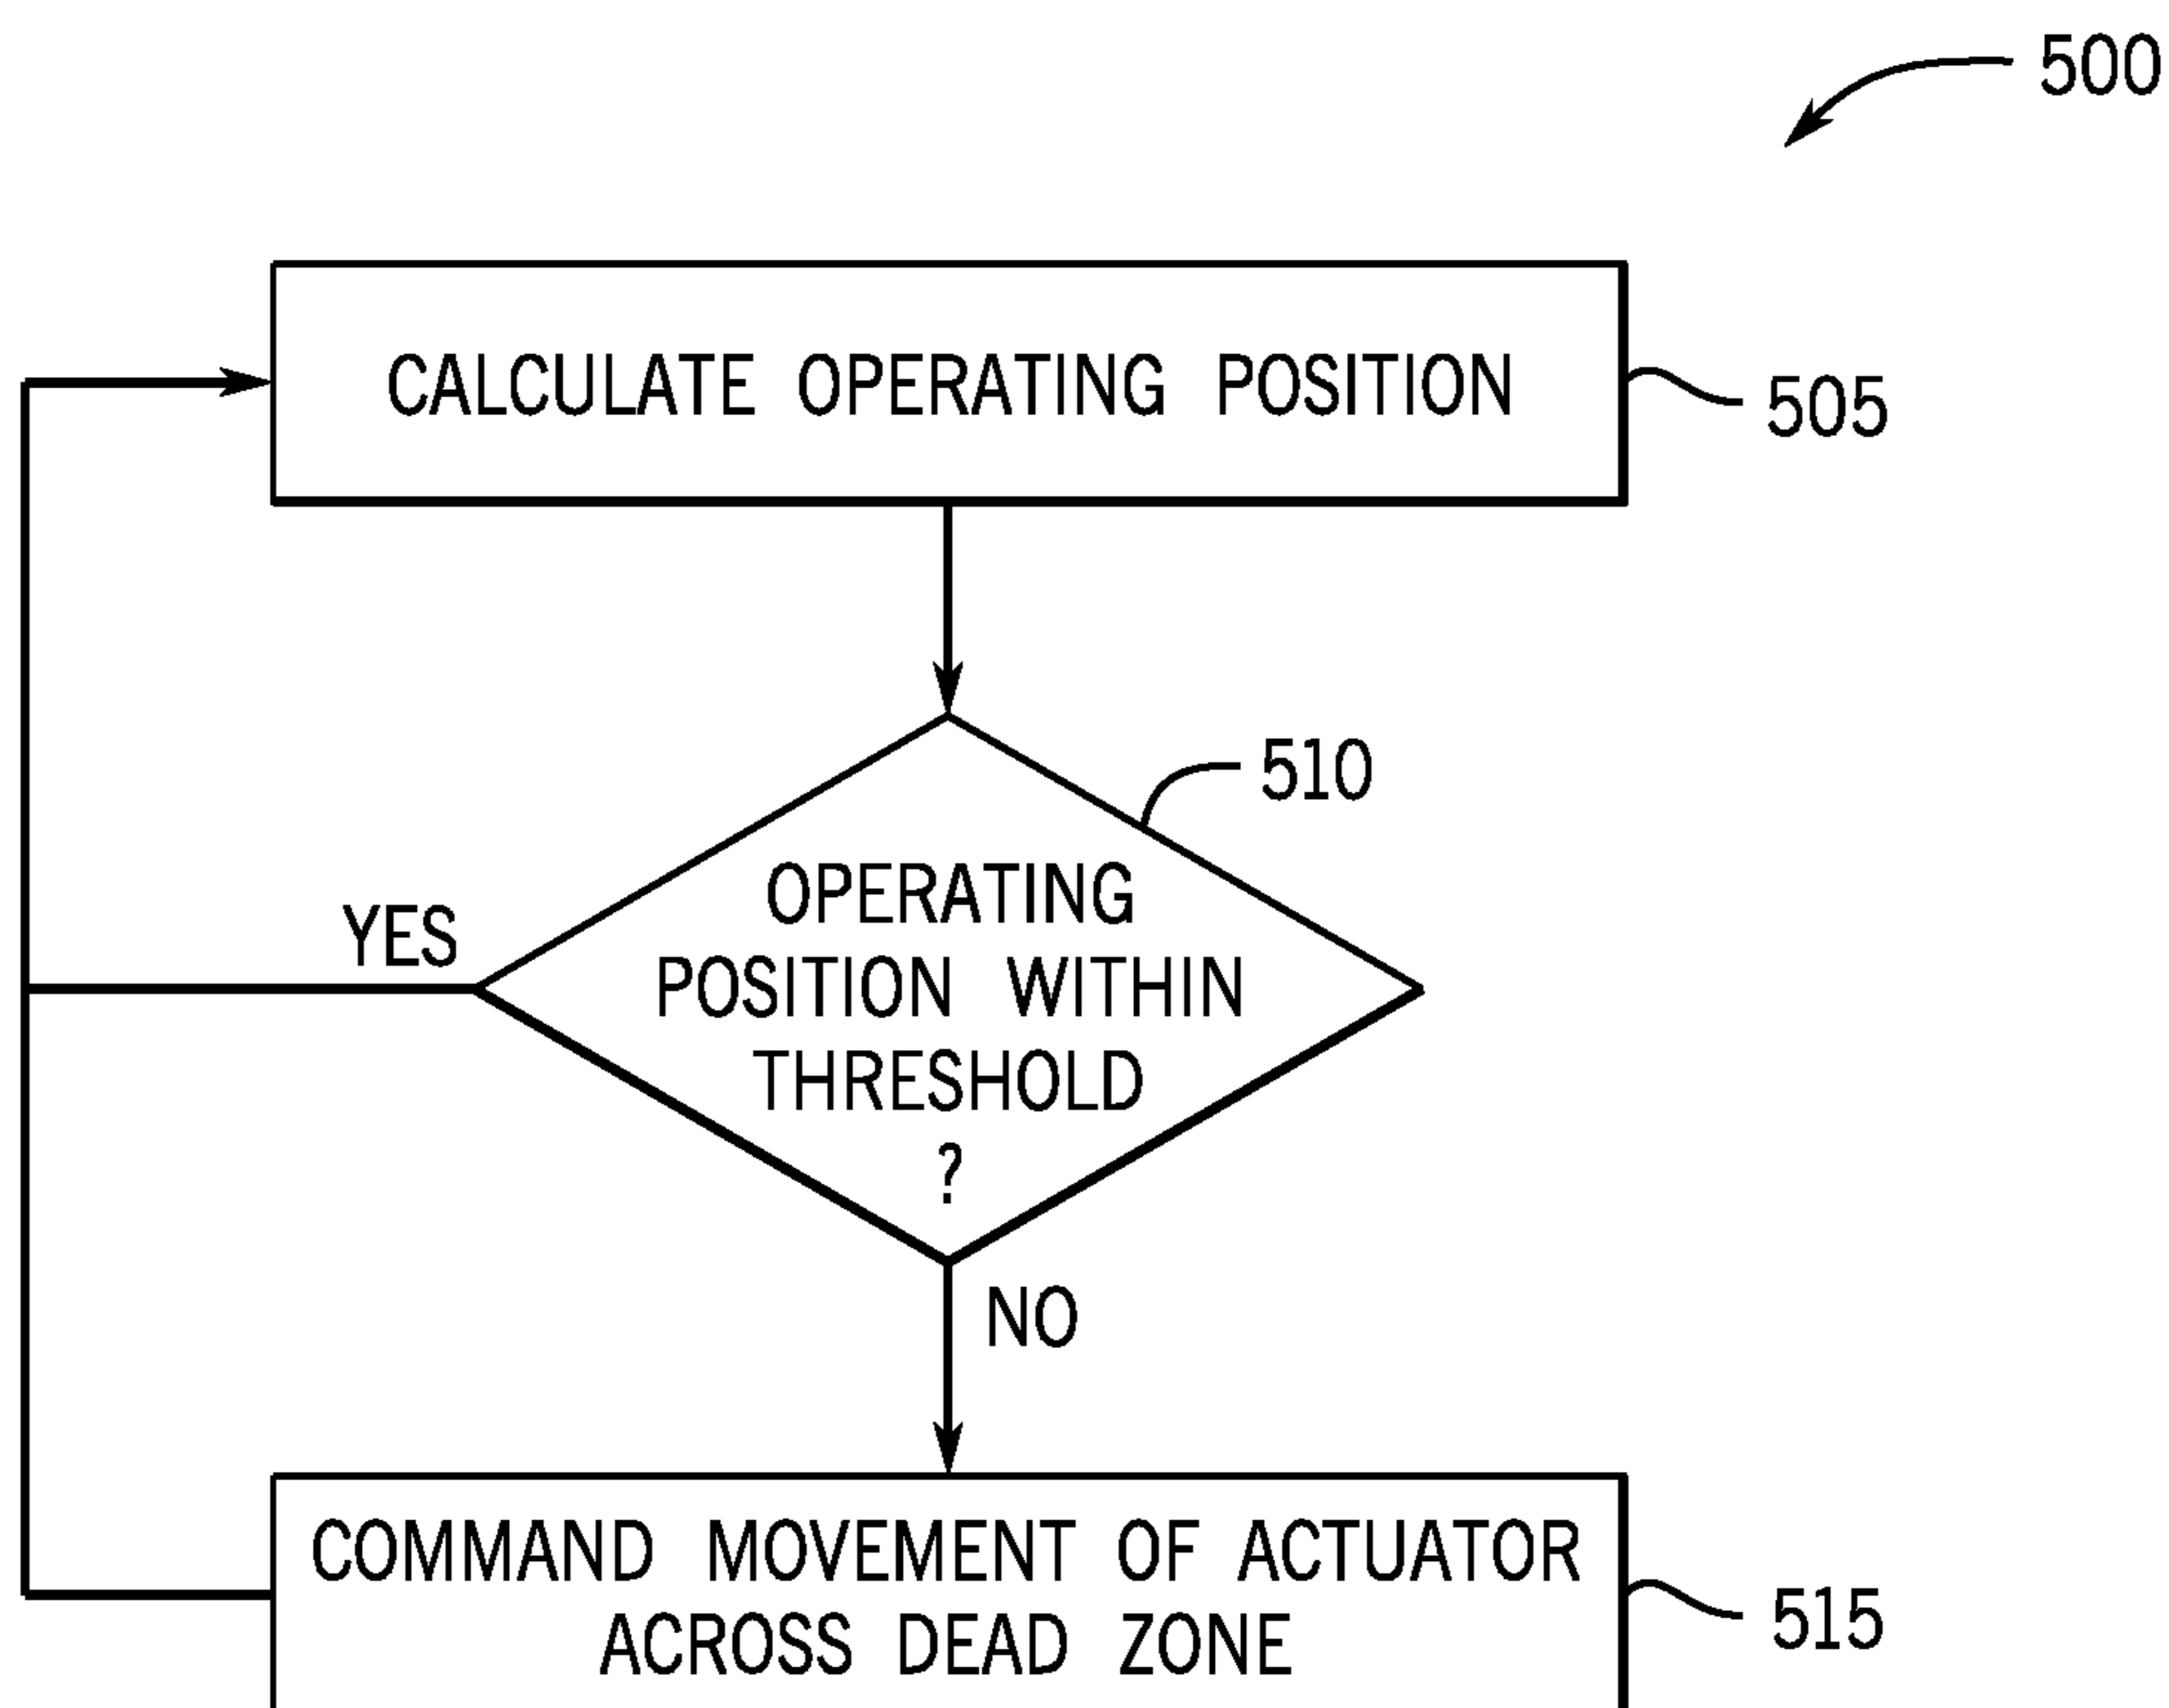 500
CALCULATE OPERATING POSITION
505
510
OPERATING
POSITION WITHIN
THRESHOLD
?
YES
NO
COMMAND MOVEMENT OF ACTUATOR
ACROSS DEAD ZONE
515